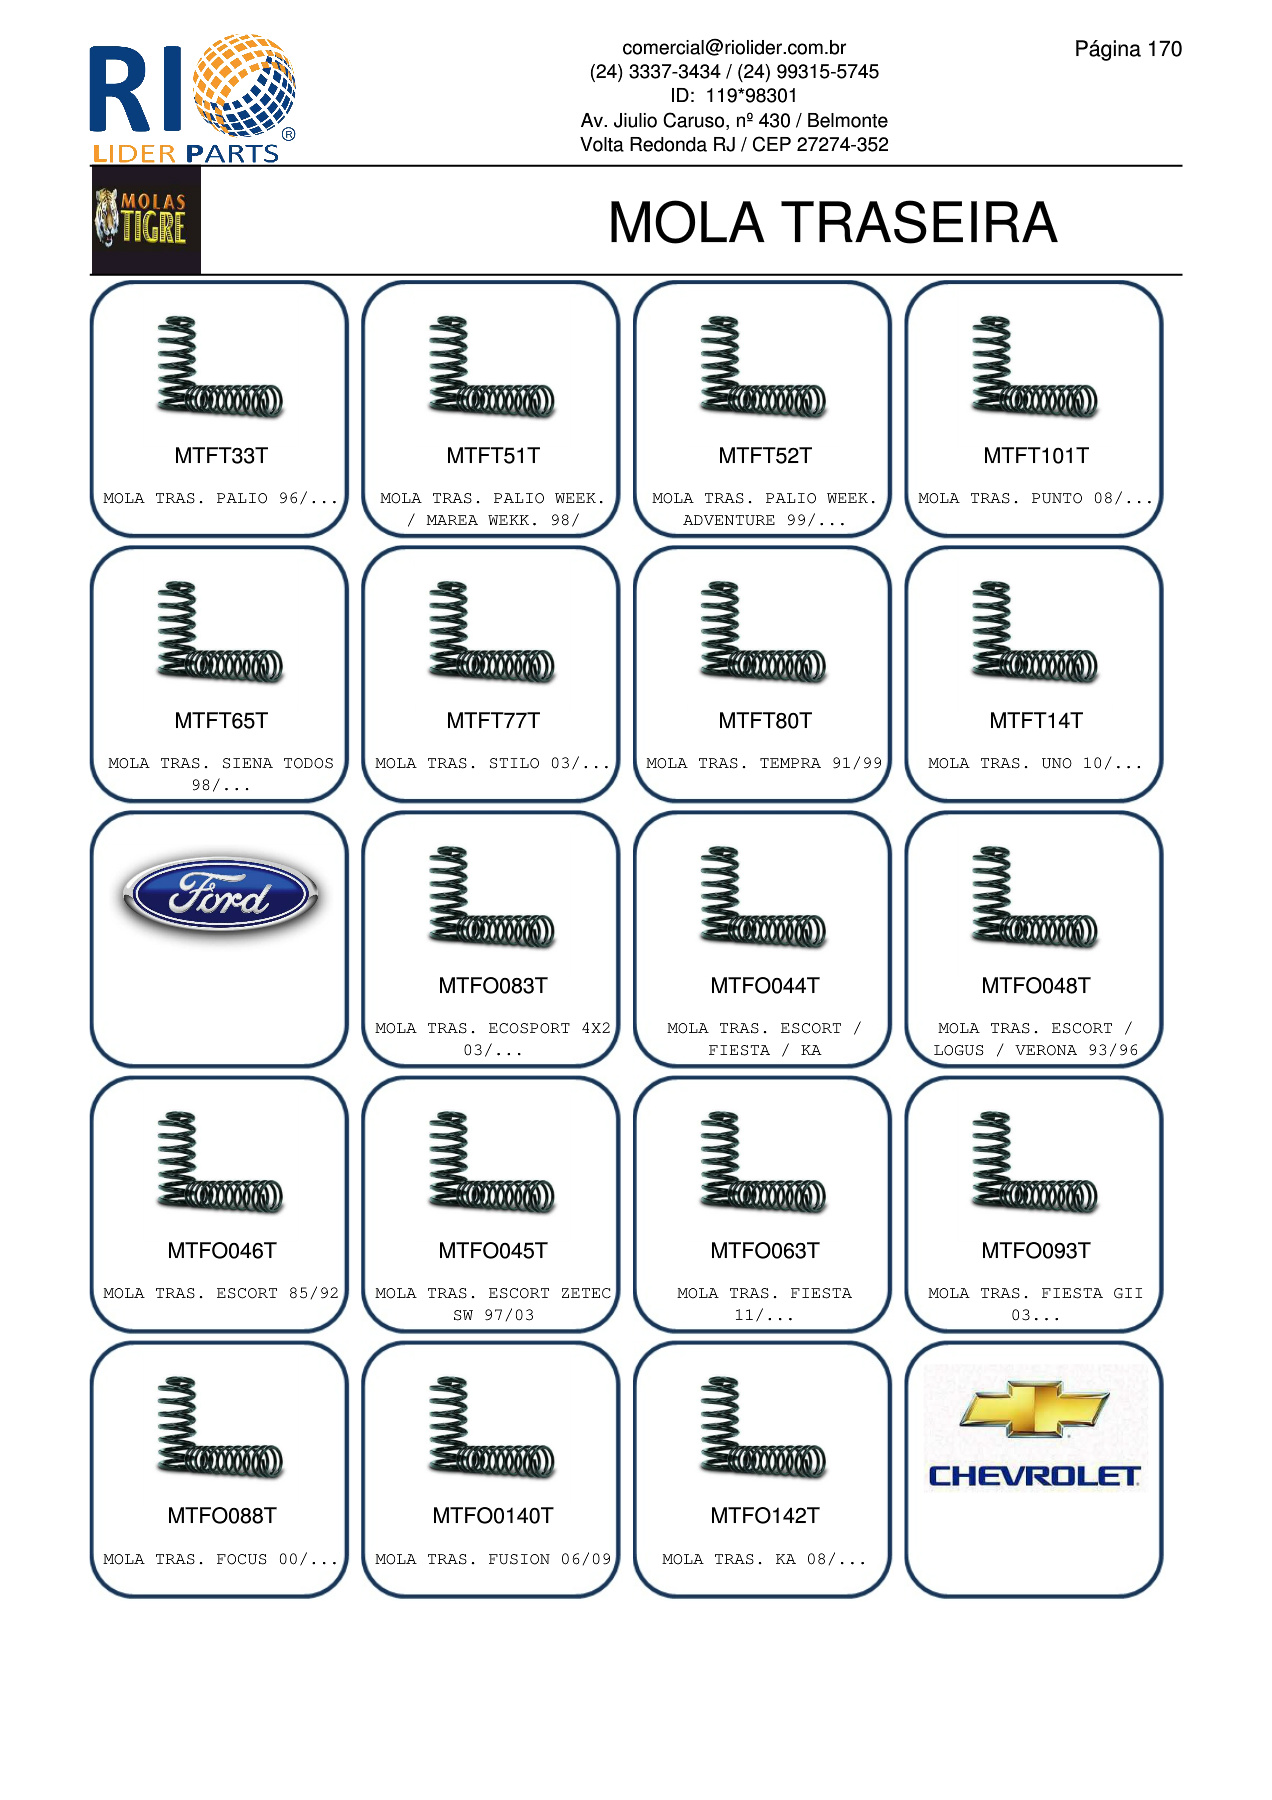 RIO
®
LIDER PARTS
comercial@riolider.com.br
(24) 3337-3434 / (24) 99315-5745
ID:  119*98301
Av. Jiulio Caruso, nº 430 / Belmonte
Volta Redonda RJ / CEP 27274-352
Página 170
MOLAS
TIGRE
MOLA TRASEIRA
MTFT33T
MOLA TRAS. PALIO 96/...
MTFT51T
MOLA TRAS. PALIO WEEK.
/ MAREA WEKK. 98/
MTFT52T
MOLA TRAS. PALIO WEEK.
ADVENTURE 99/...
MTFT101T
MOLA TRAS. PUNTO 08/...
MTFT65T
MOLA TRAS. SIENA TODOS
98/...
MTFT77T
MOLA TRAS. STILO 03/...
MTFT80T
MOLA TRAS. TEMPRA 91/99
MTFT14T
MOLA TRAS. UNO 10/...
Ford
MTFO083T
MOLA TRAS. ECOSPORT 4X2
03/...
MTFO044T
MOLA TRAS. ESCORT /
FIESTA / KA
MTFO048T
MOLA TRAS. ESCORT /
LOGUS / VERONA 93/96
MTFO046T
MOLA TRAS. ESCORT 85/92
MTFO045T
MOLA TRAS. ESCORT ZETEC
SW 97/03
MTFO063T
MOLA TRAS. FIESTA
11/...
MTFO093T
MOLA TRAS. FIESTA GII
03...
MTFO088T
MOLA TRAS. FOCUS 00/...
MTFO0140T
MOLA TRAS. FUSION 06/09
MTFO142T
MOLA TRAS. KA 08/...
CHEVROLET